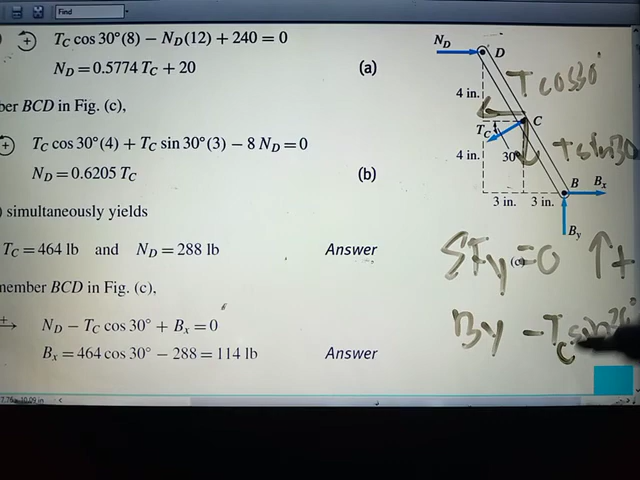 Find
T_C cos 30°(8) − N_D(12) + 240 = 0
N_D = 0.5774 T_C + 20 (a)
ber BCD in Fig. (c),
T_C cos 30°(4) + T_C sin 30°(3) − 8 N_D = 0
N_D = 0.6205 T_C (b)
) simultaneously yields
T_C = 464 lb and N_D = 288 lb Answer
member BCD in Fig. (c),
N_D − T_C cos 30° + B_x = 0
B_x = 464 cos 30° − 288 = 114 lb Answer
N_D
D
T cos30°
4 in.
C
T_C
4 in.
30
T sin30
B
B_x
3 in. 3 in.
B_y
(c)
ΣFy=0 ↑+
By −T_C sin30°